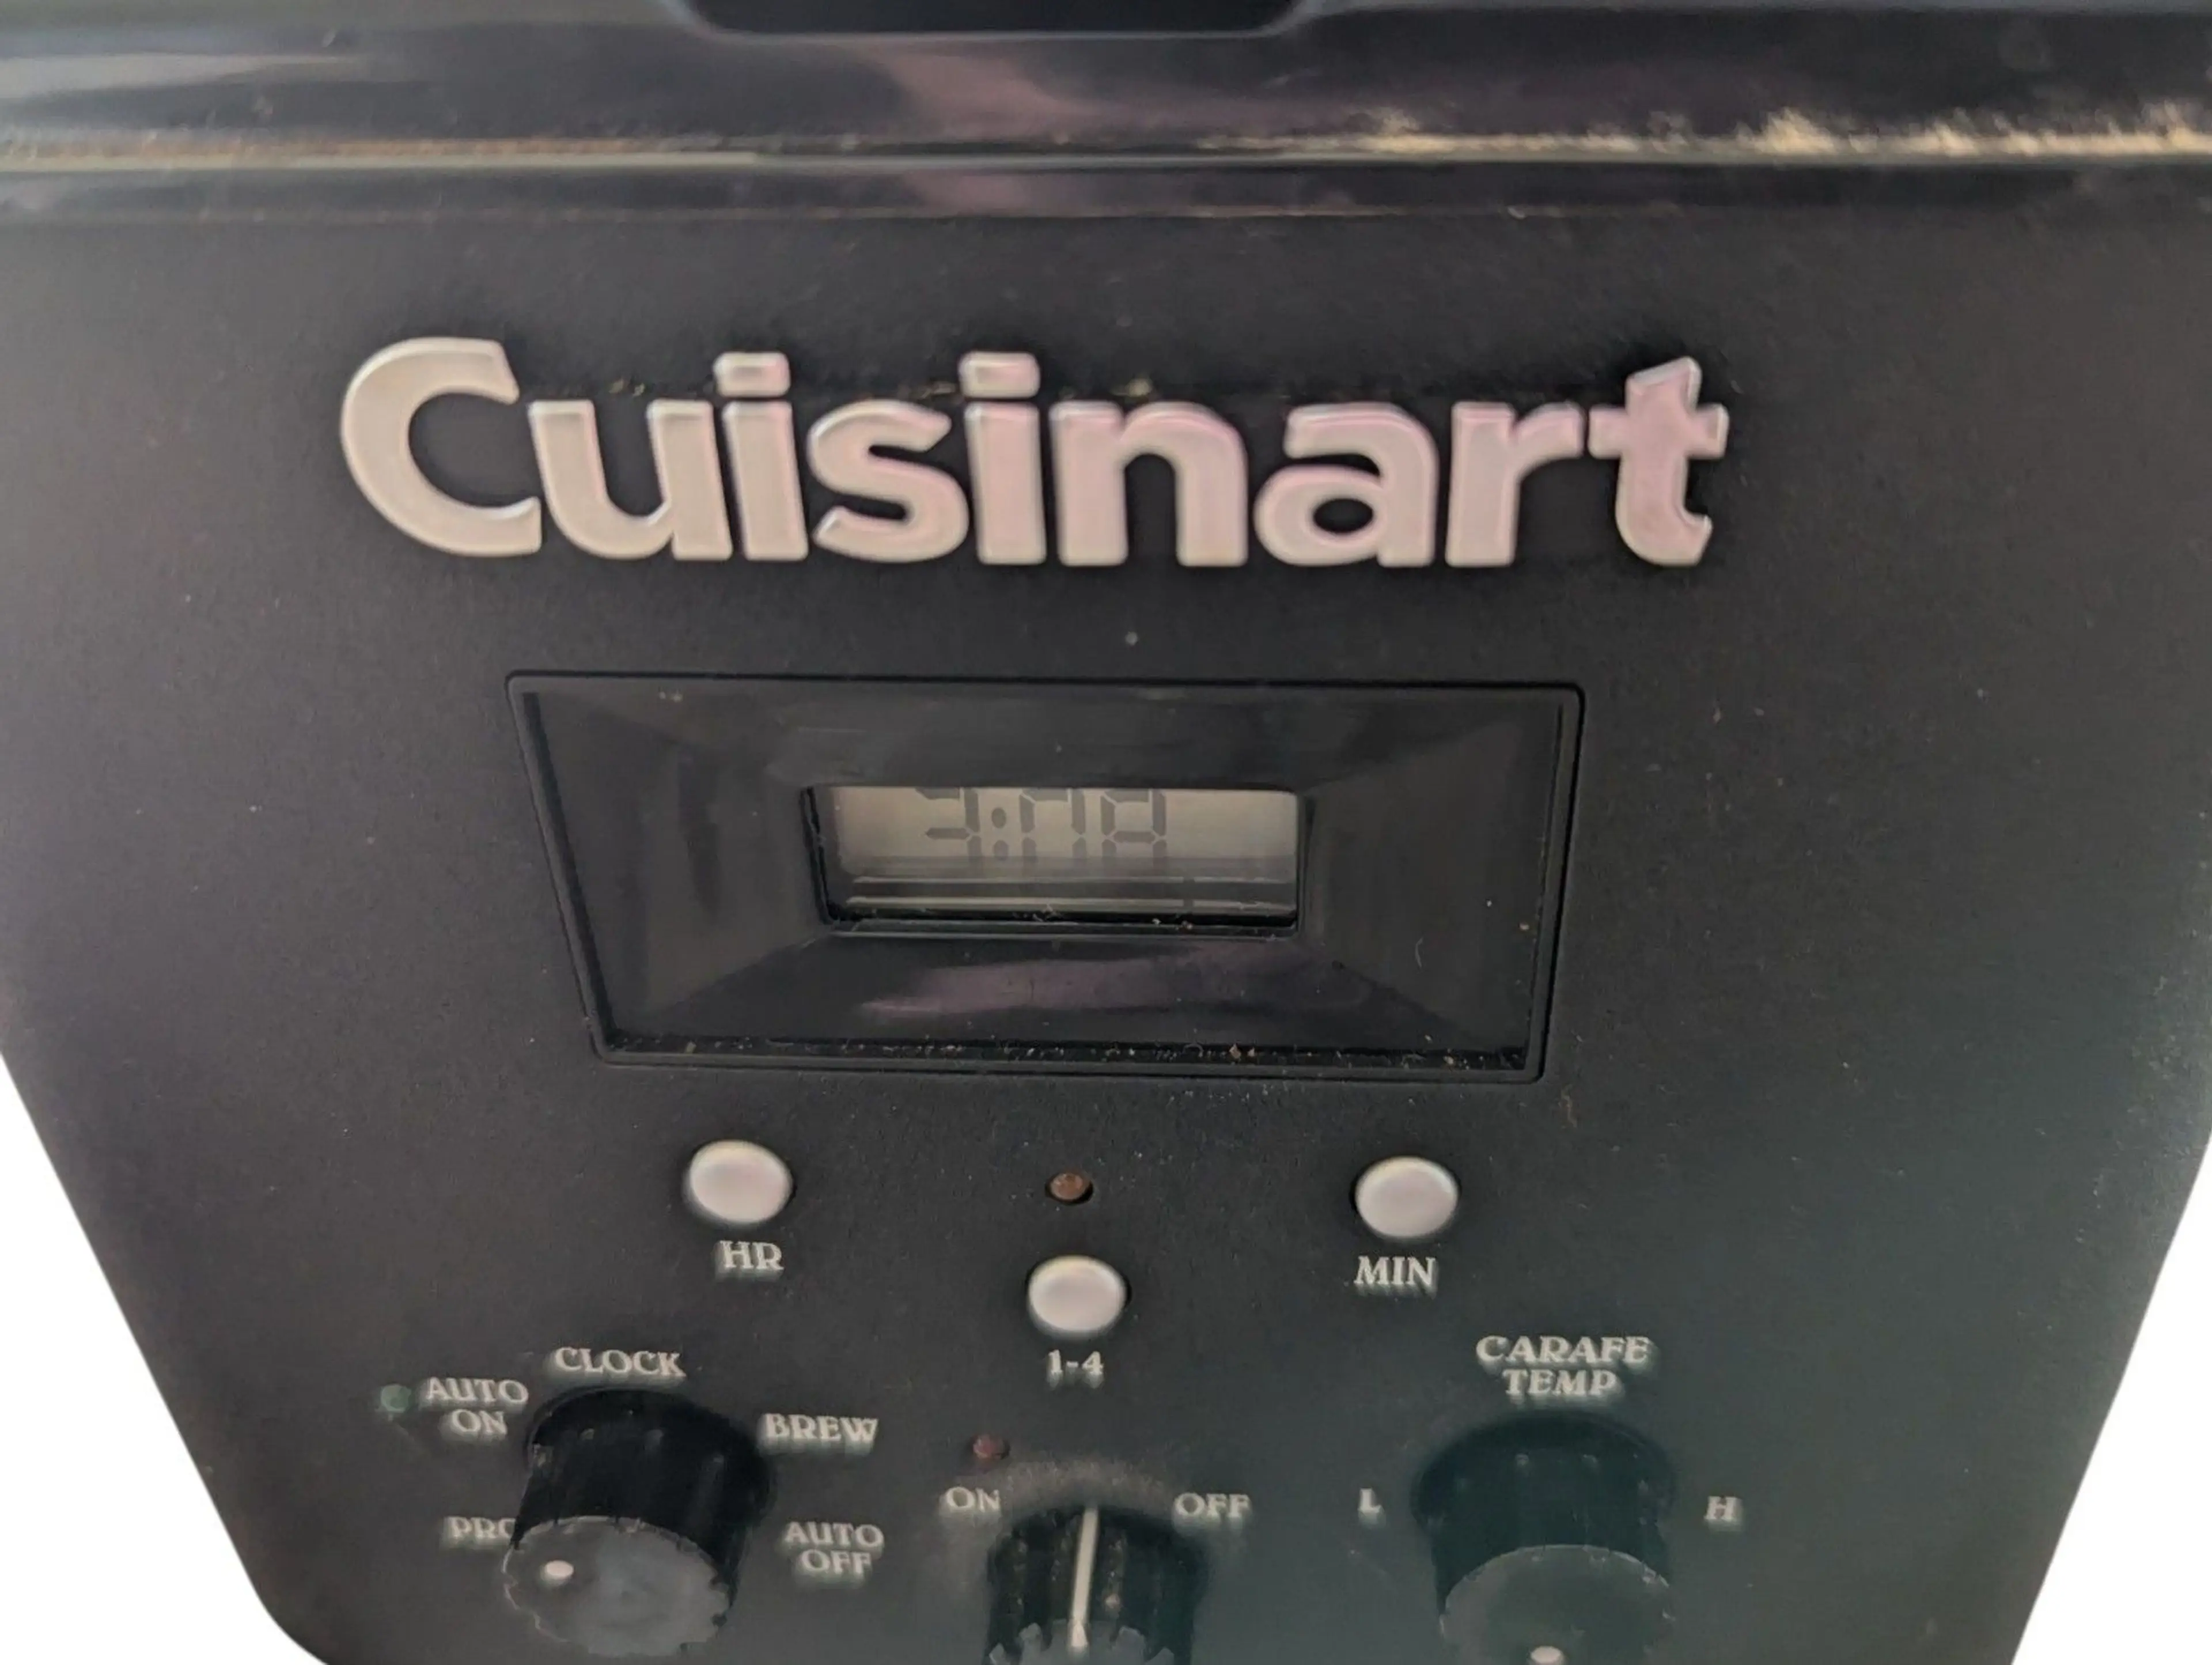 Cuisinart
HR
MIN
1-4
CLOCK
AUTO
ON
BREW
AUTO
OFF
ON
OFF
CARAFE
TEMP
L
H